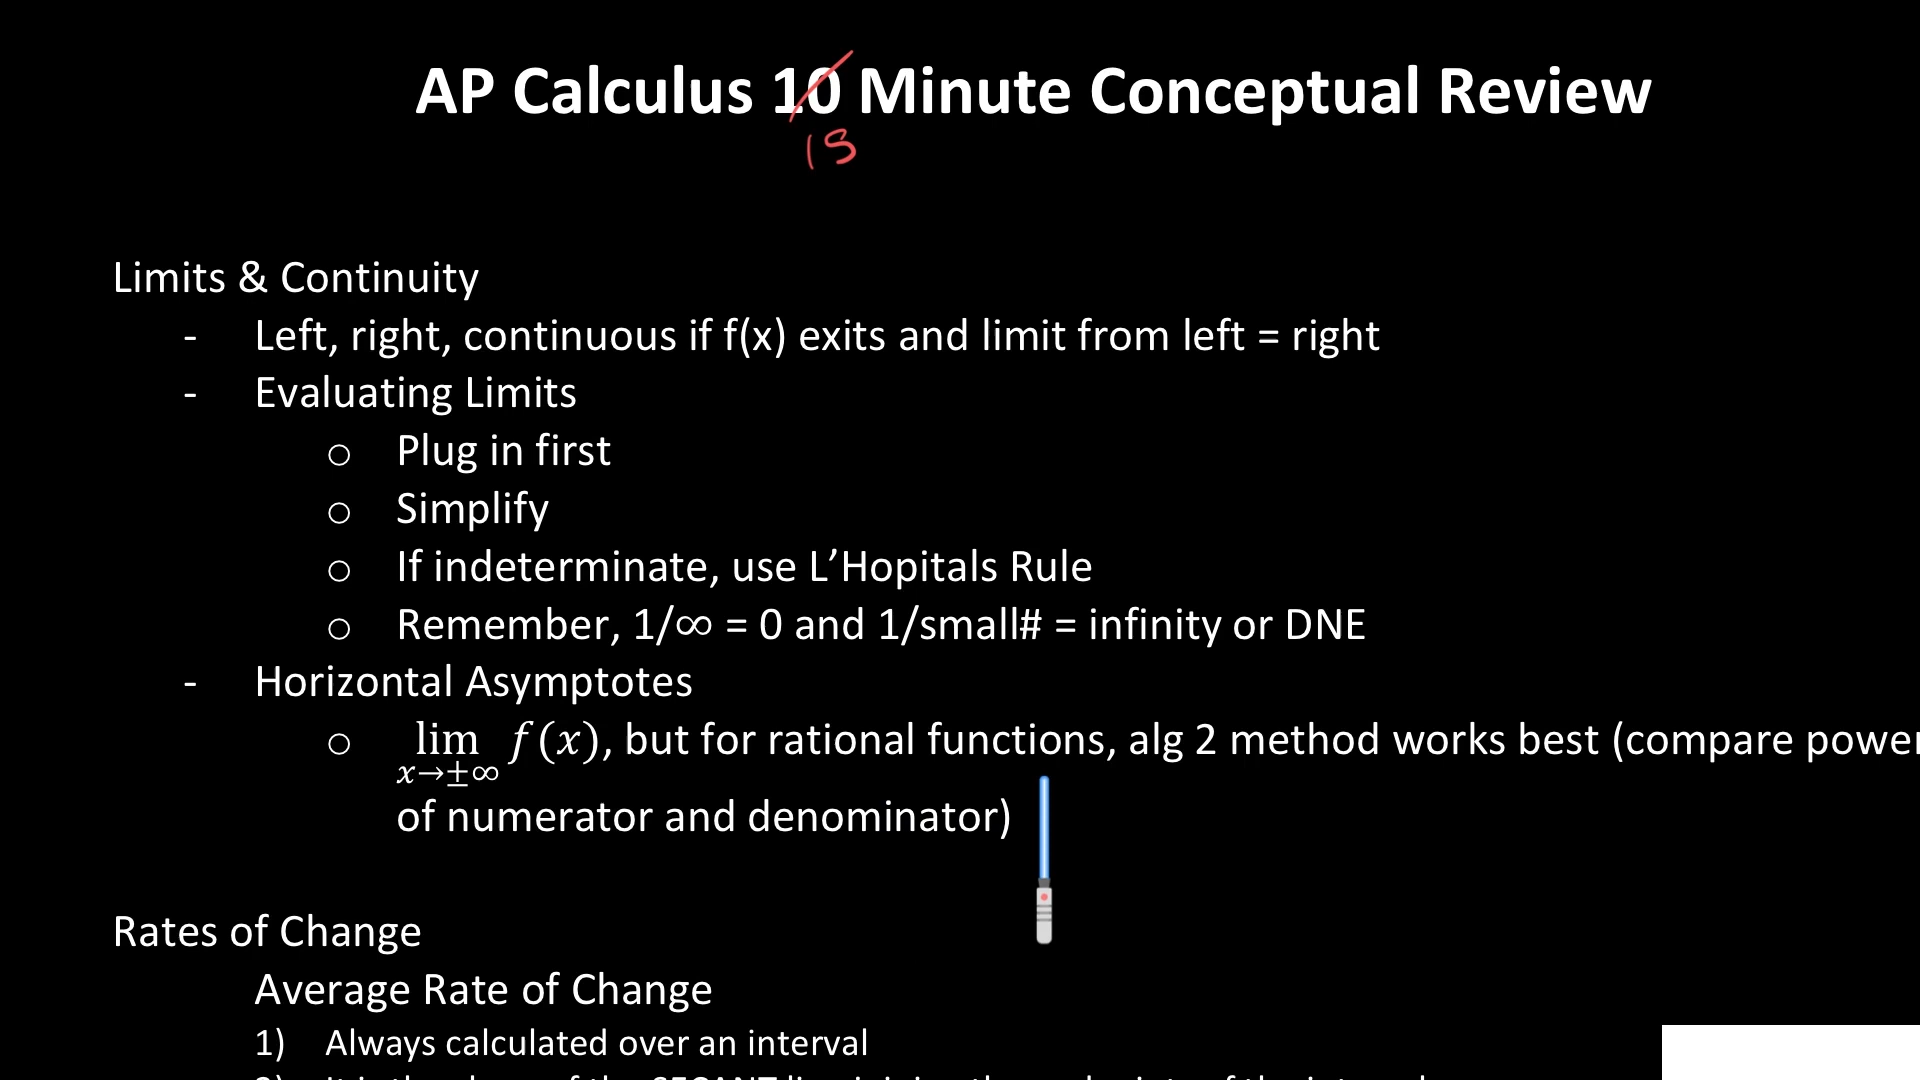 AP Calculus 10 Minute Conceptual Review
15
Limits & Continuity
- Left, right, continuous if f(x) exits and limit from left = right
- Evaluating Limits
o Plug in first
o Simplify
o If indeterminate, use L’Hopitals Rule
o Remember, 1/∞ = 0 and 1/small# = infinity or DNE
- Horizontal Asymptotes
o lim x→±∞ f(x), but for rational functions, alg 2 method works best (compare power
of numerator and denominator)
Rates of Change
Average Rate of Change
1) Always calculated over an interval